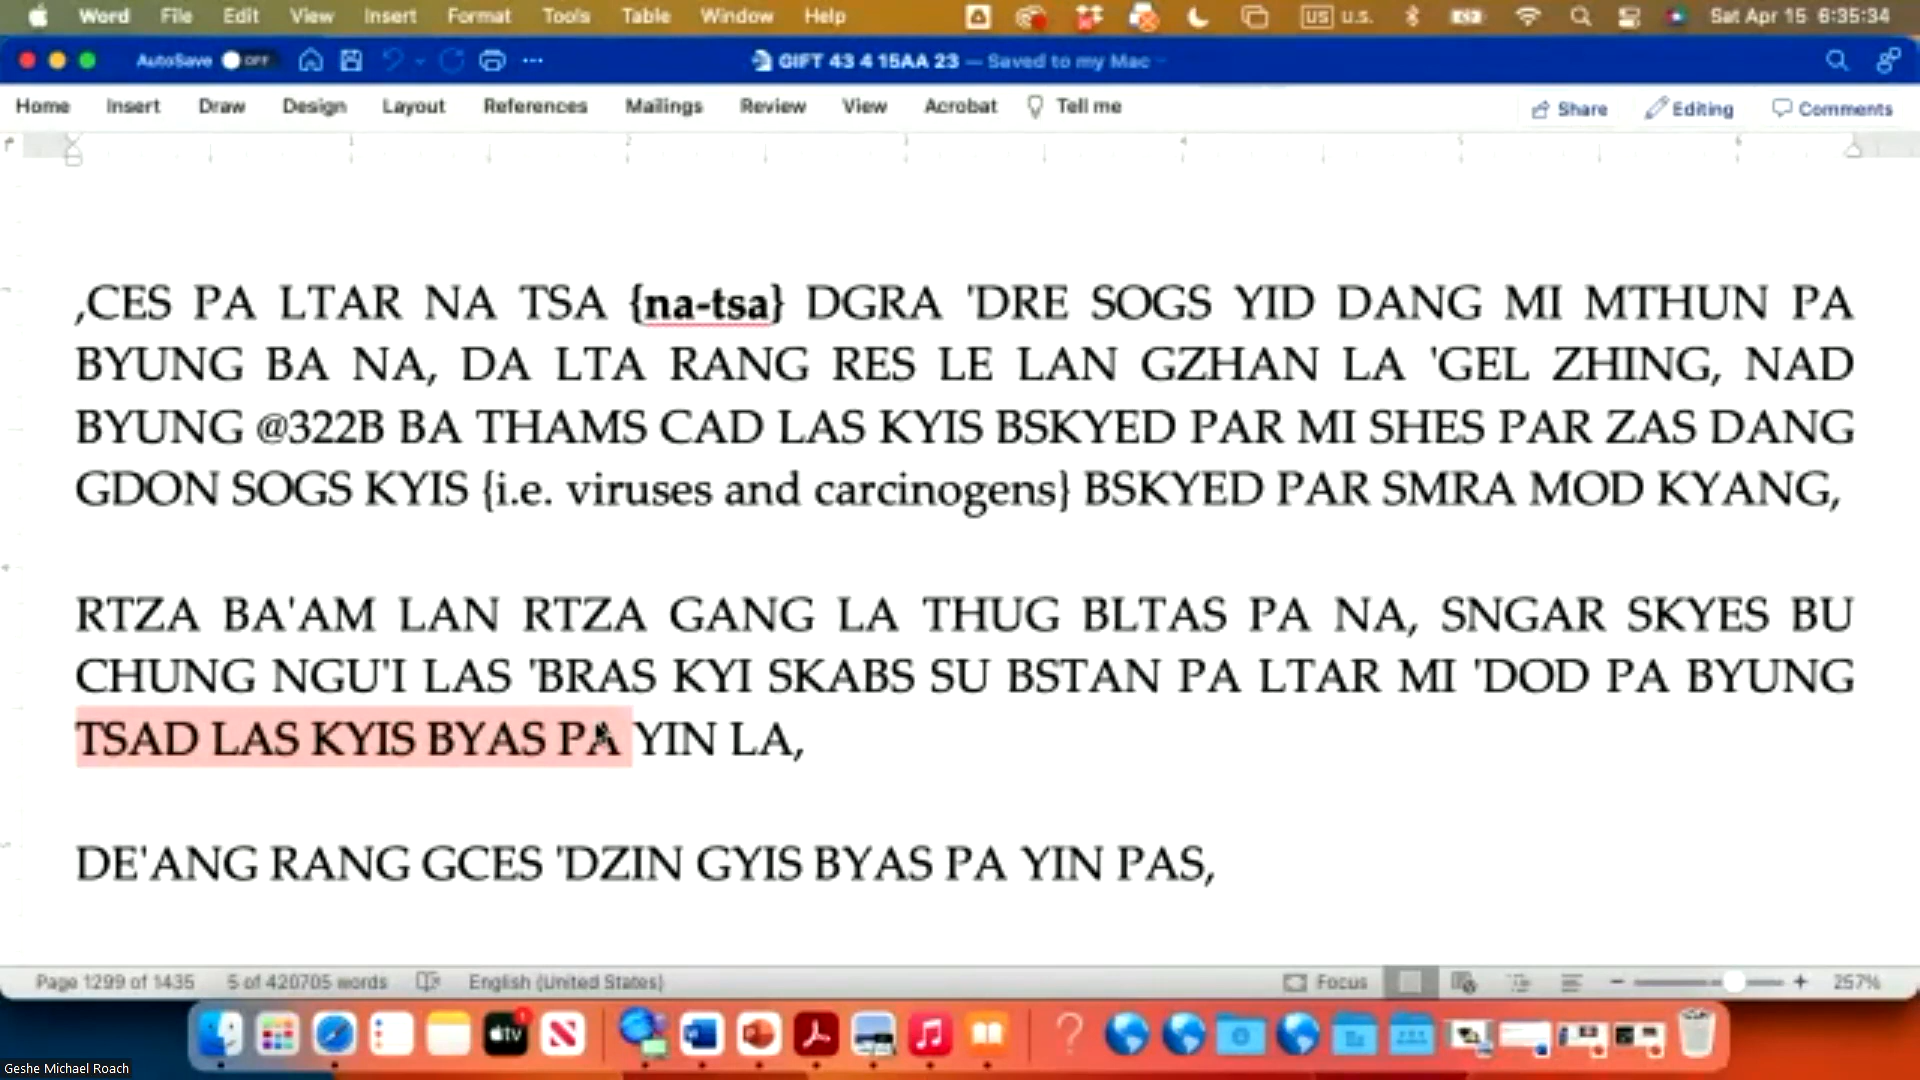 Word File Edit View Insert Format Tools Table Window Help US U.S. Sat Apr 15 6:35:34
AutoSave OFF GIFT 43 4 15AA 23 — Saved to my Mac
Home Insert Draw Design Layout References Mailings Review View Acrobat Tell me Share Editing Comments
,CES PA LTAR NA TSA {na-tsa} DGRA 'DRE SOGS YID DANG MI MTHUN PA
BYUNG BA NA, DA LTA RANG RES LE LAN GZHAN LA 'GEL ZHING, NAD
BYUNG @322B BA THAMS CAD LAS KYIS BSKYED PAR MI SHES PAR ZAS DANG
GDON SOGS KYIS {i.e. viruses and carcinogens} BSKYED PAR SMRA MOD KYANG,
RTZA BA'AM LAN RTZA GANG LA THUG BLTAS PA NA, SNGAR SKYES BU
CHUNG NGU'I LAS 'BRAS KYI SKABS SU BSTAN PA LTAR MI 'DOD PA BYUNG
TSAD LAS KYIS BYAS PA YIN LA,
DE'ANG RANG GCES 'DZIN GYIS BYAS PA YIN PAS,
Page 1299 of 1435 5 of 420705 words English (United States) Focus 257%
tv
Geshe Michael Roach